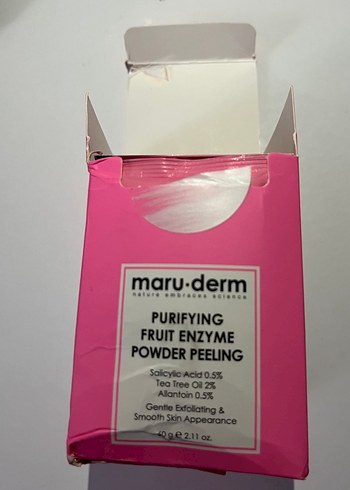 maru·derm
nature embraces science
PURIFYING
FRUIT ENZYME
POWDER PEELING
Salicylic Acid 0.5%
Tea Tree Oil 2%
Allantoin 0.5%
Gentle Exfoliating &
Smooth Skin Appearance
60 g ℮ 2.11 oz.